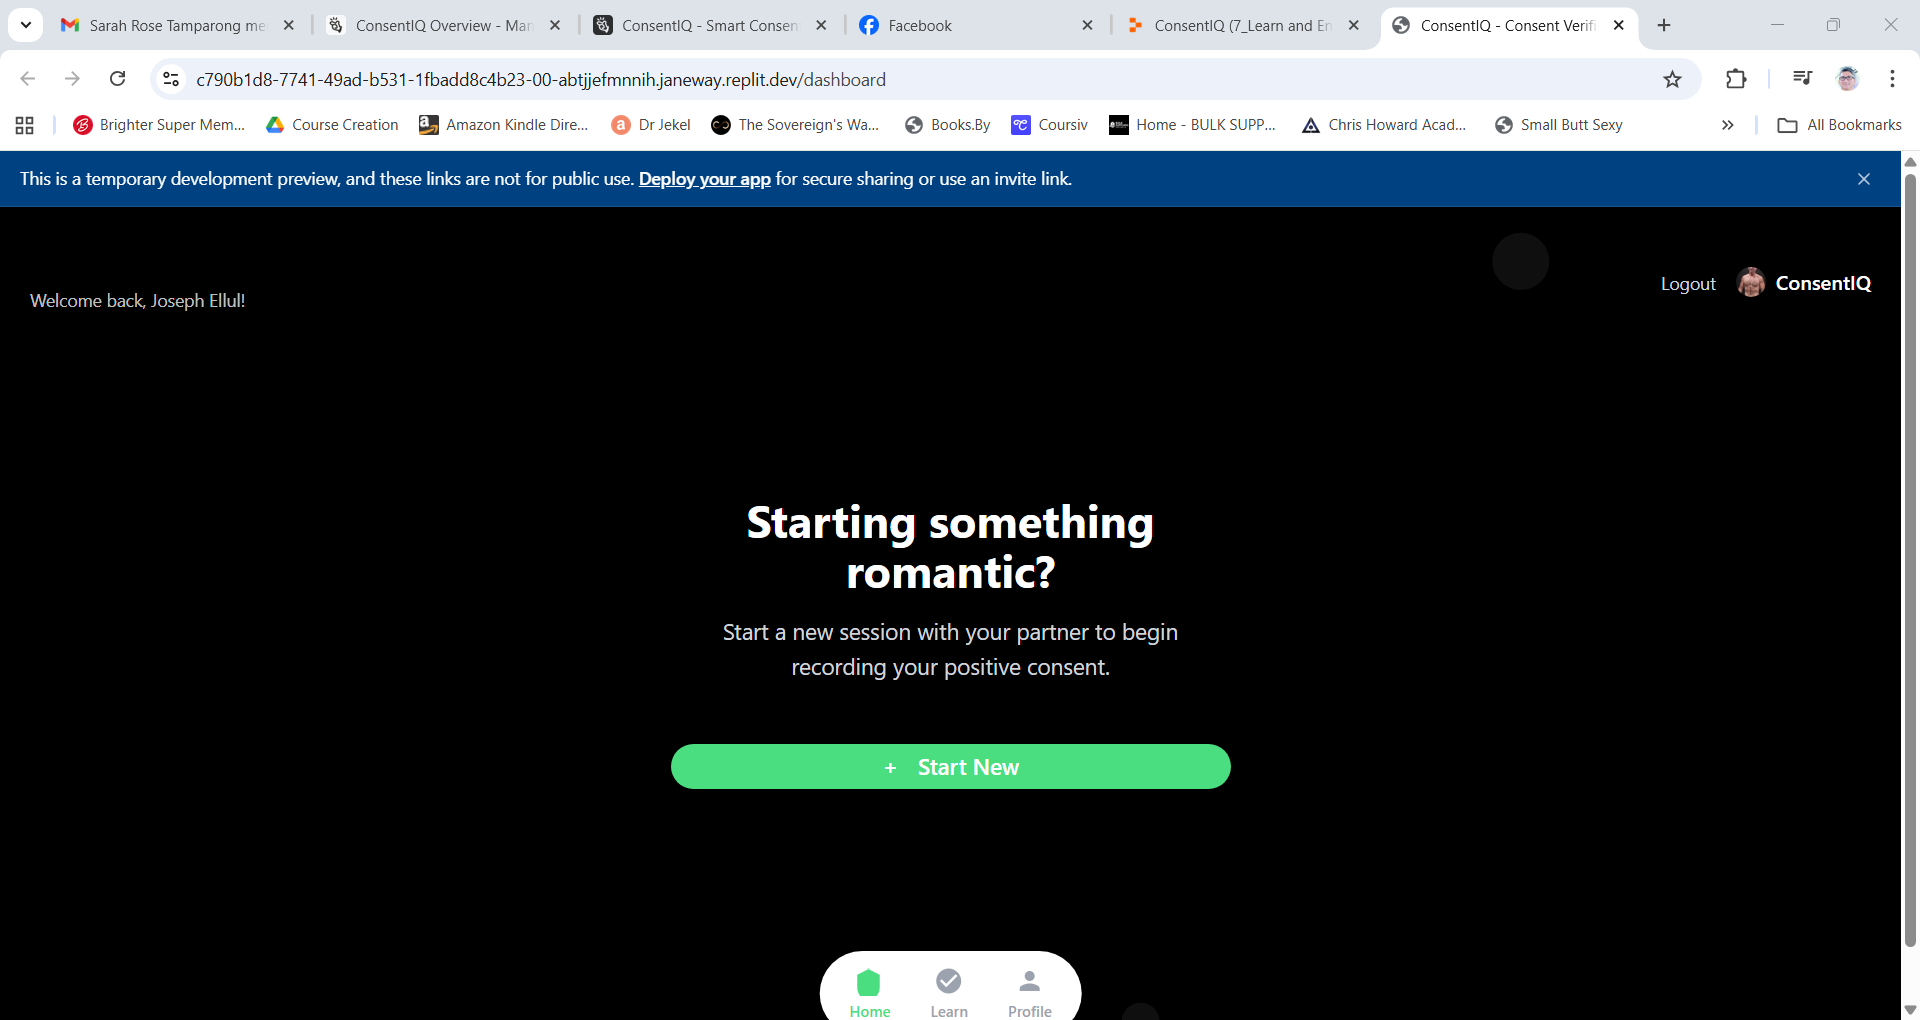 Sarah Rose Tamparong me
ConsentIQ Overview - Man
ConsentIQ - Smart Consen
Facebook
ConsentIQ (7_Learn and En
ConsentIQ - Consent Verifi
c790b1d8-7741-49ad-b531-1fbadd8c4b23-00-abtjjefmnnih.janeway.replit.dev/dashboard
Brighter Super Mem...
Course Creation
Amazon Kindle Dire...
Dr Jekel
The Sovereign's Wa...
Books.By
Coursiv
Home - BULK SUPP...
Chris Howard Acad...
Small Butt Sexy
All Bookmarks
This is a temporary development preview, and these links are not for public use. Deploy your app for secure sharing or use an invite link.
Logout
ConsentIQ
Welcome back, Joseph Ellul!
Starting something
romantic?
Start a new session with your partner to begin
recording your positive consent.
+ Start New
Home
Learn
Profile